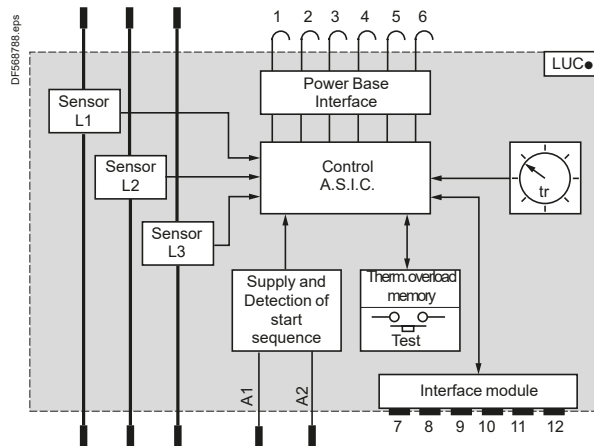 DF568788.eps
1 2 3 4 5 6
LUC●
Power Base
Interface
Sensor
L1
Control
A.S.I.C.
Sensor
L2
tr
Sensor
L3
Supply and
Detection of
start
sequence
Therm.overload
memory
Test
A1
A2
Interface module
7 8 9 10 11 12